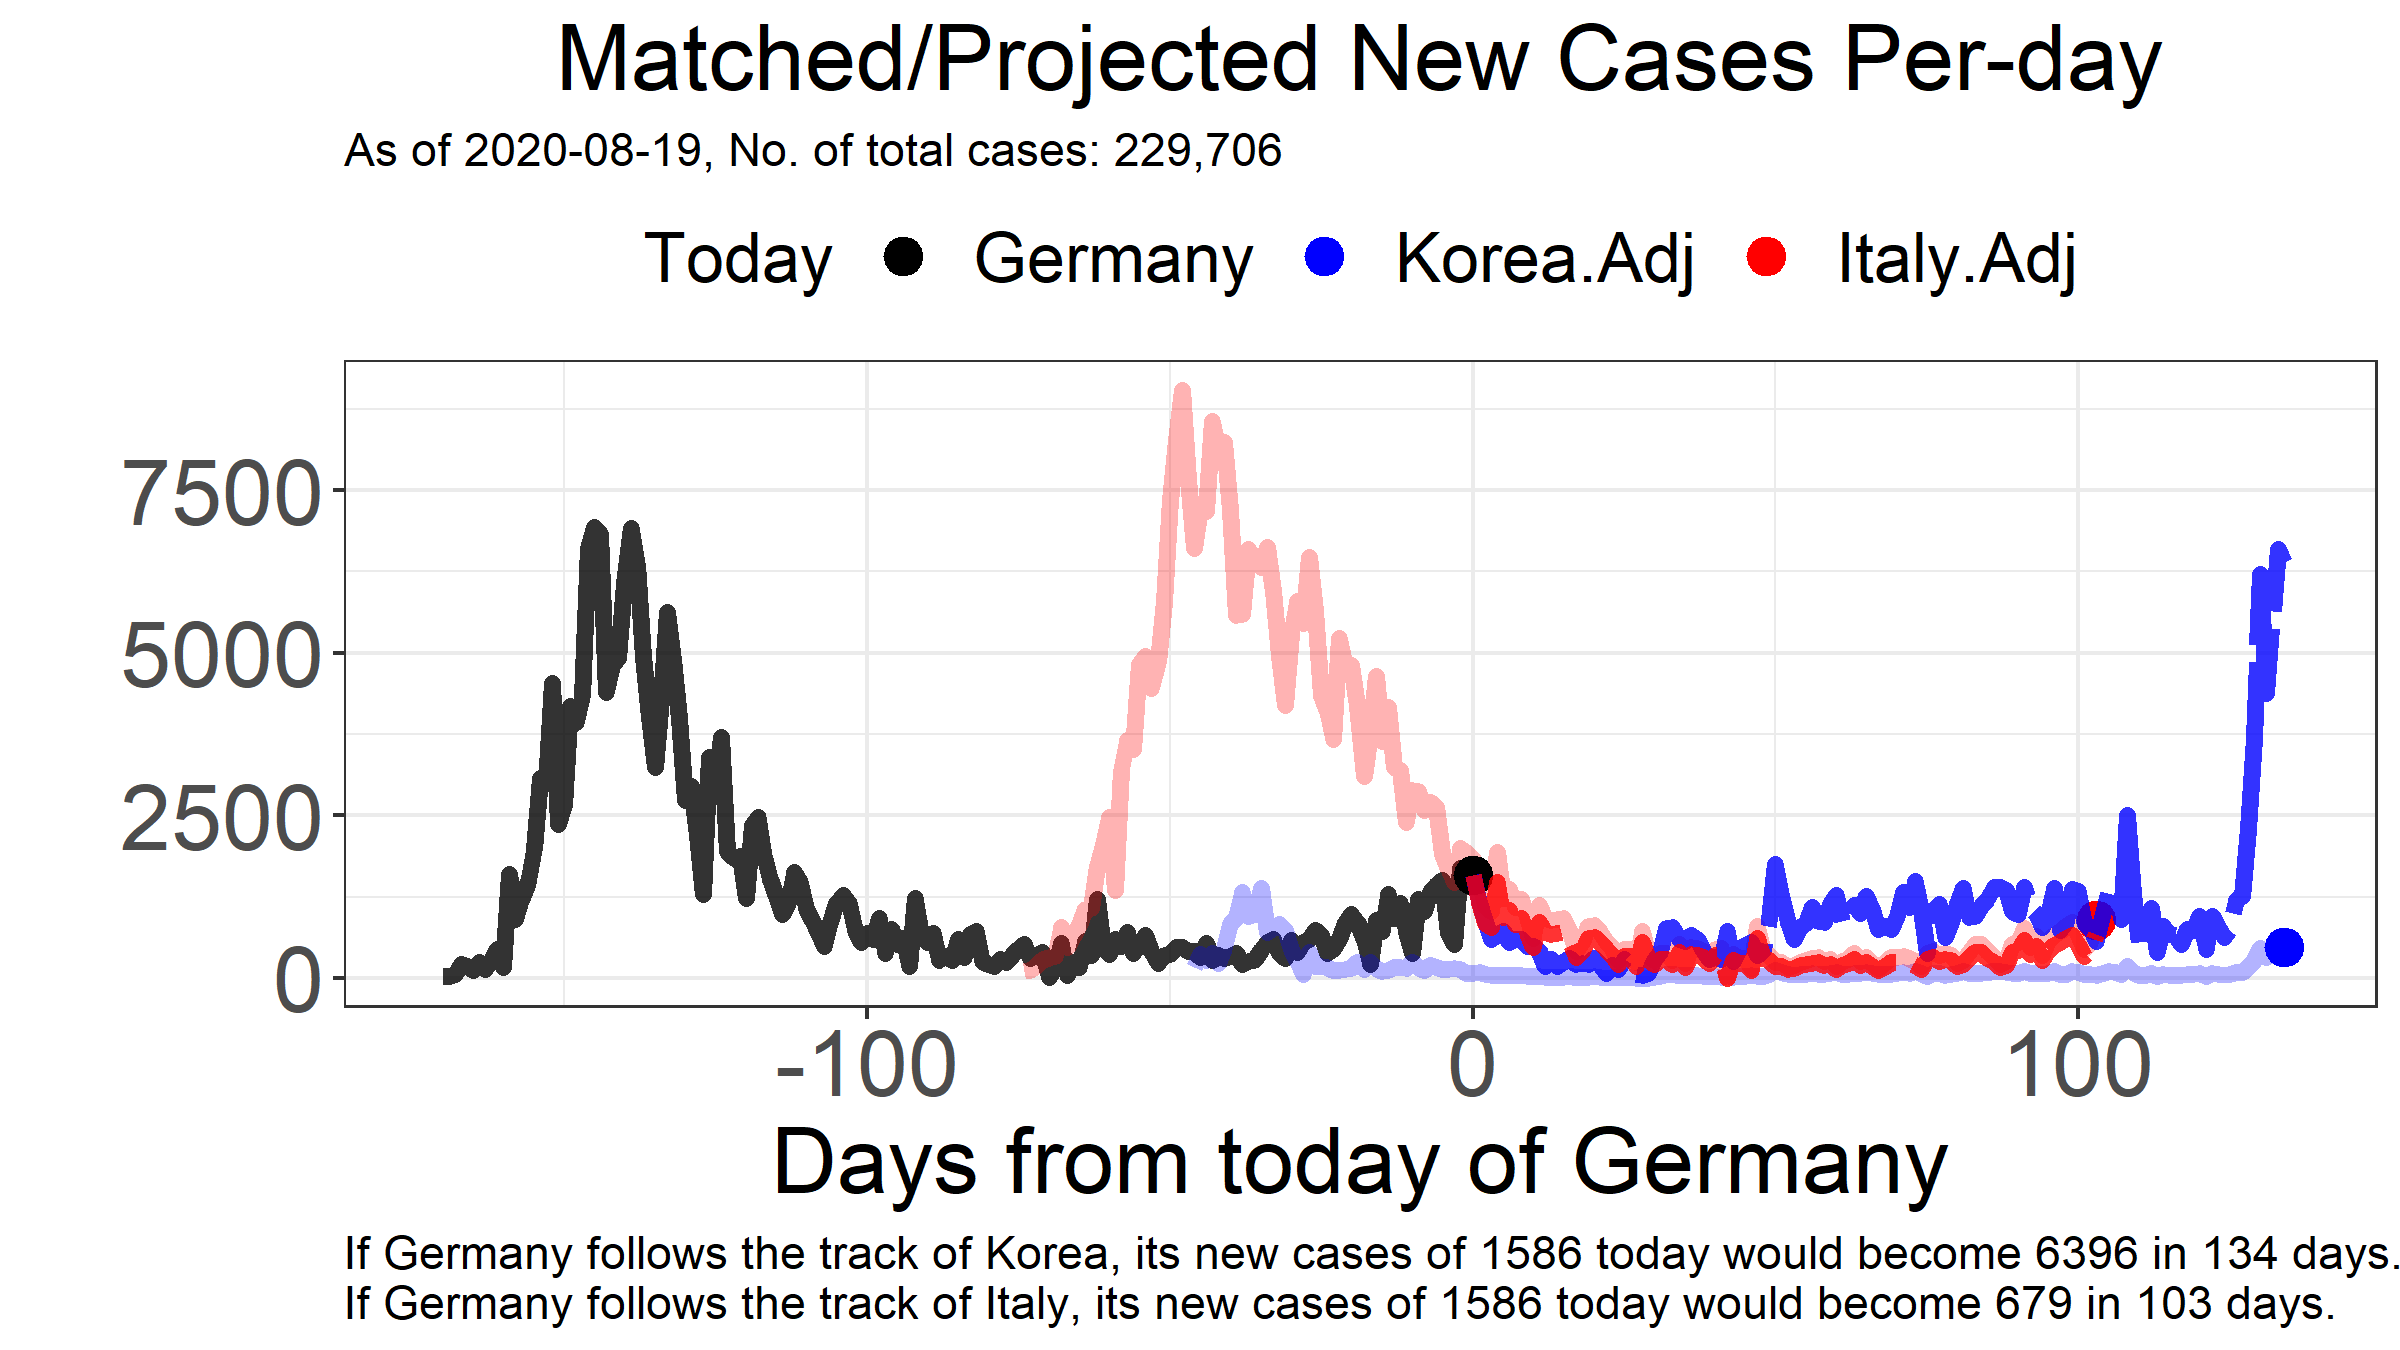 Matched/Projected New Cases Per-day
As of 2020-08-19, No. of total cases: 229,706
Today Germany Korea.Adj Italy.Adj
7500
5000
2500
0
-100 0 100
Days from today of Germany
If Germany follows the track of Korea, its new cases of 1586 today would become 6396 in 134 days.
If Germany follows the track of Italy, its new cases of 1586 today would become 679 in 103 days.